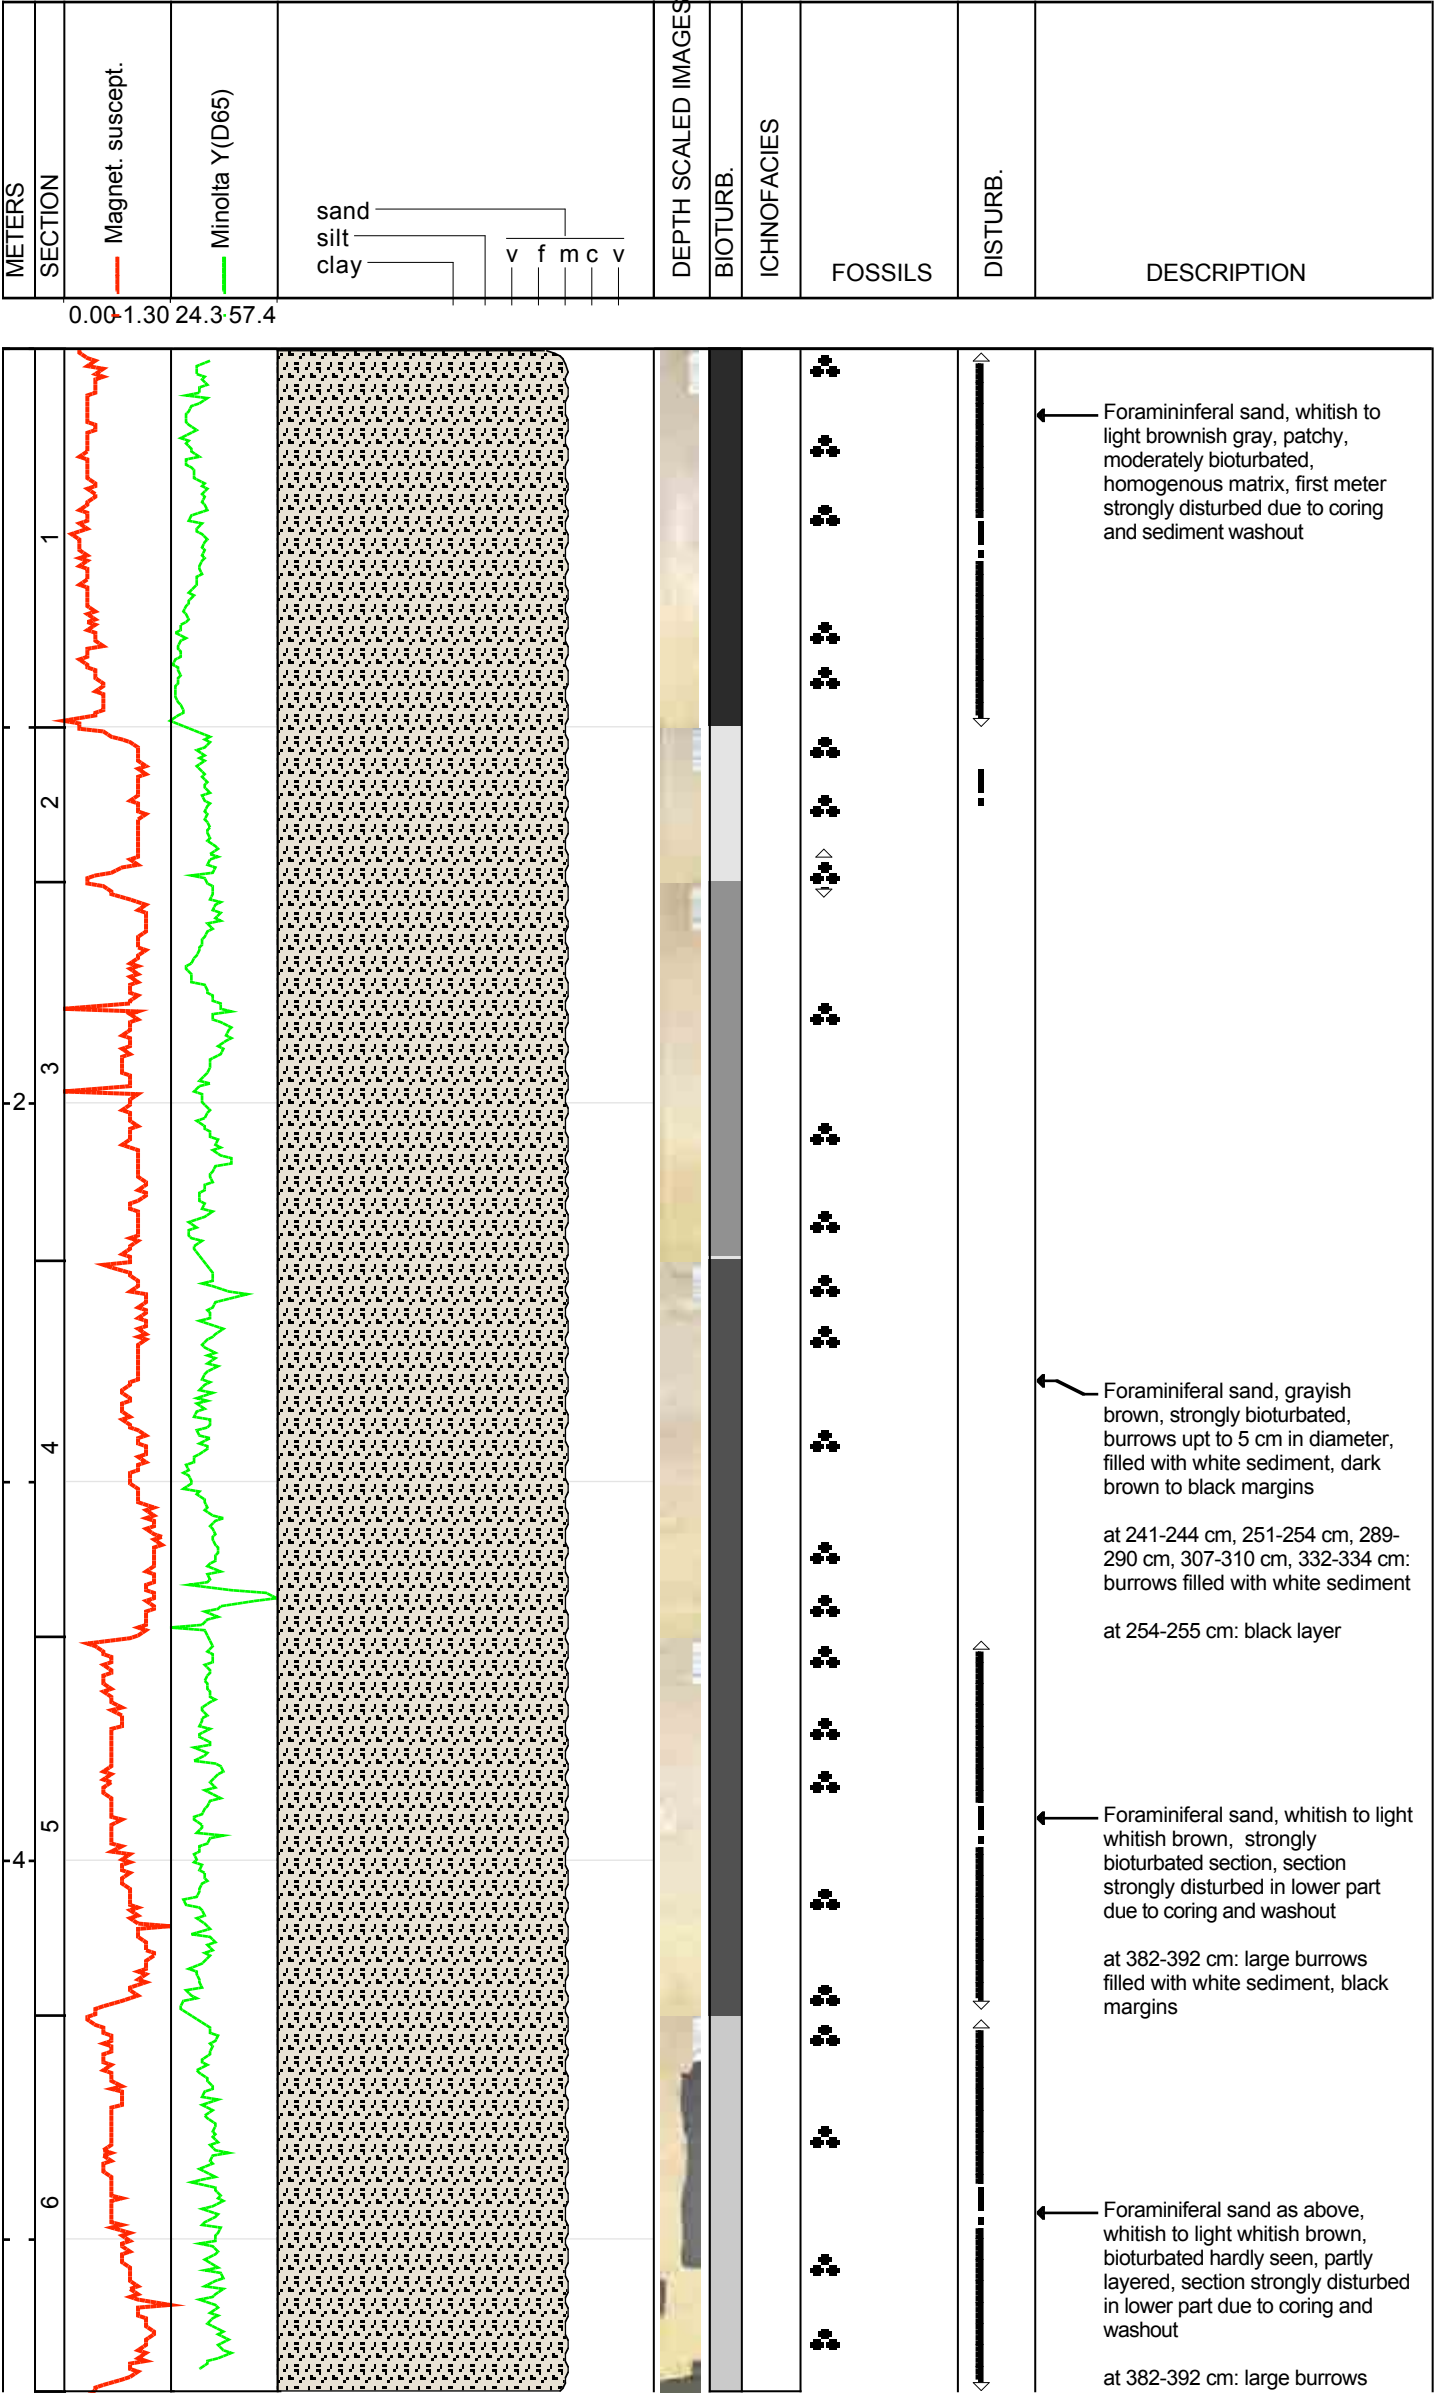 METERS
SECTION
Magnet. suscept.
Minolta Y(D65)
sand
silt
clay
v f m c v
DEPTH SCALED IMAGES
BIOTURB.
ICHNOFACIES
FOSSILS
DISTURB.
DESCRIPTION
0.00 1.30 24.3 57.4
1
2
3
2
4
5
4
6
Foramininferal sand, whitish to
light brownish gray, patchy,
moderately bioturbated,
homogenous matrix, first meter
strongly disturbed due to coring
and sediment washout
Foraminiferal sand, grayish
brown, strongly bioturbated,
burrows upt to 5 cm in diameter,
filled with white sediment, dark
brown to black margins
at 241-244 cm, 251-254 cm, 289-
290 cm, 307-310 cm, 332-334 cm:
burrows filled with white sediment
at 254-255 cm: black layer
Foraminiferal sand, whitish to light
whitish brown, strongly
bioturbated section, section
strongly disturbed in lower part
due to coring and washout
at 382-392 cm: large burrows
filled with white sediment, black
margins
Foraminiferal sand as above,
whitish to light whitish brown,
bioturbated hardly seen, partly
layered, section strongly disturbed
in lower part due to coring and
washout
at 382-392 cm: large burrows